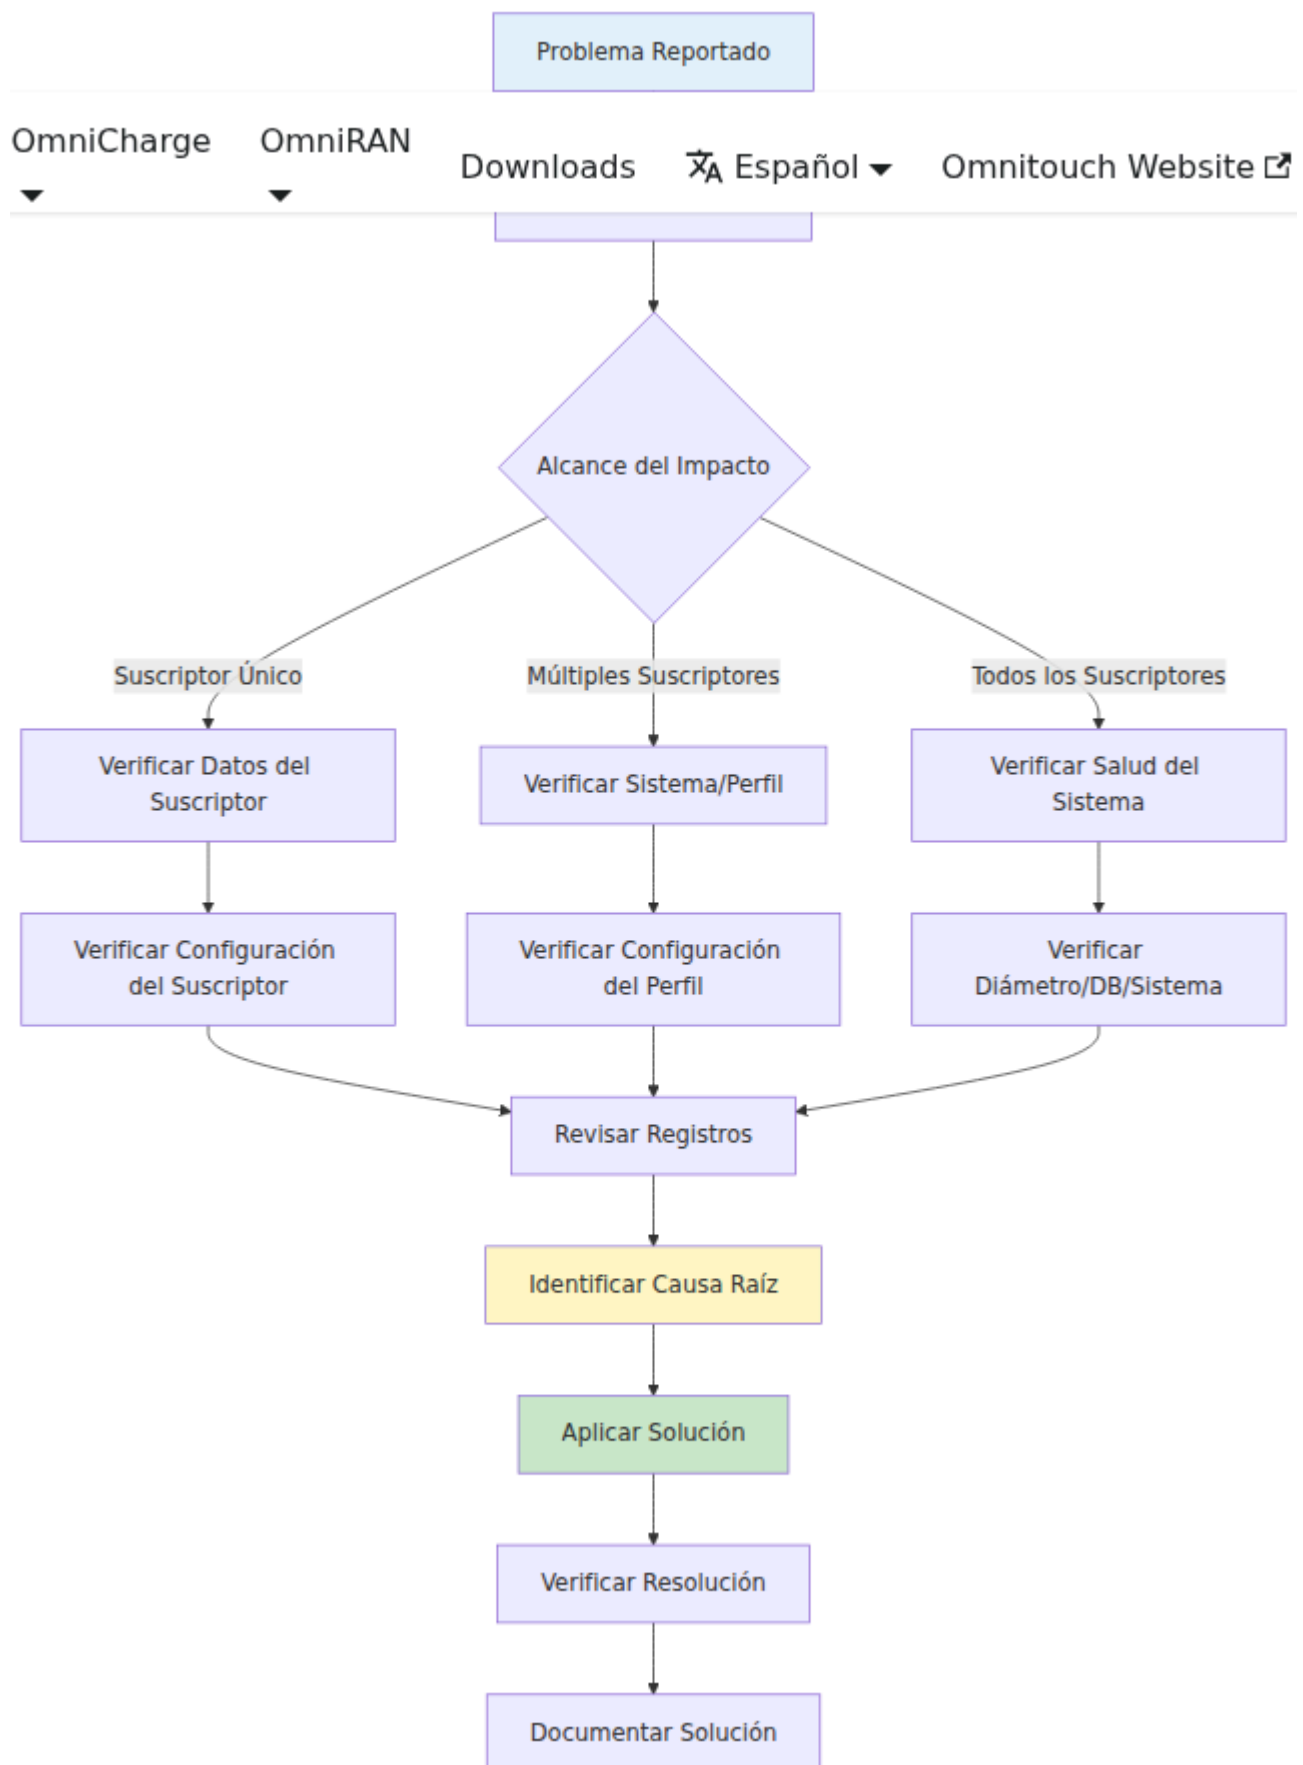 Problema Reportado
OmniCharge
OmniRAN
Downloads
Español
Omnitouch Website
Alcance del Impacto
Suscriptor Único
Múltiples Suscriptores
Todos los Suscriptores
Verificar Datos del
Suscriptor
Verificar Sistema/Perfil
Verificar Salud del
Sistema
Verificar Configuración
del Suscriptor
Verificar Configuración
del Perfil
Verificar
Diámetro/DB/Sistema
Revisar Registros
Identificar Causa Raíz
Aplicar Solución
Verificar Resolución
Documentar Solución